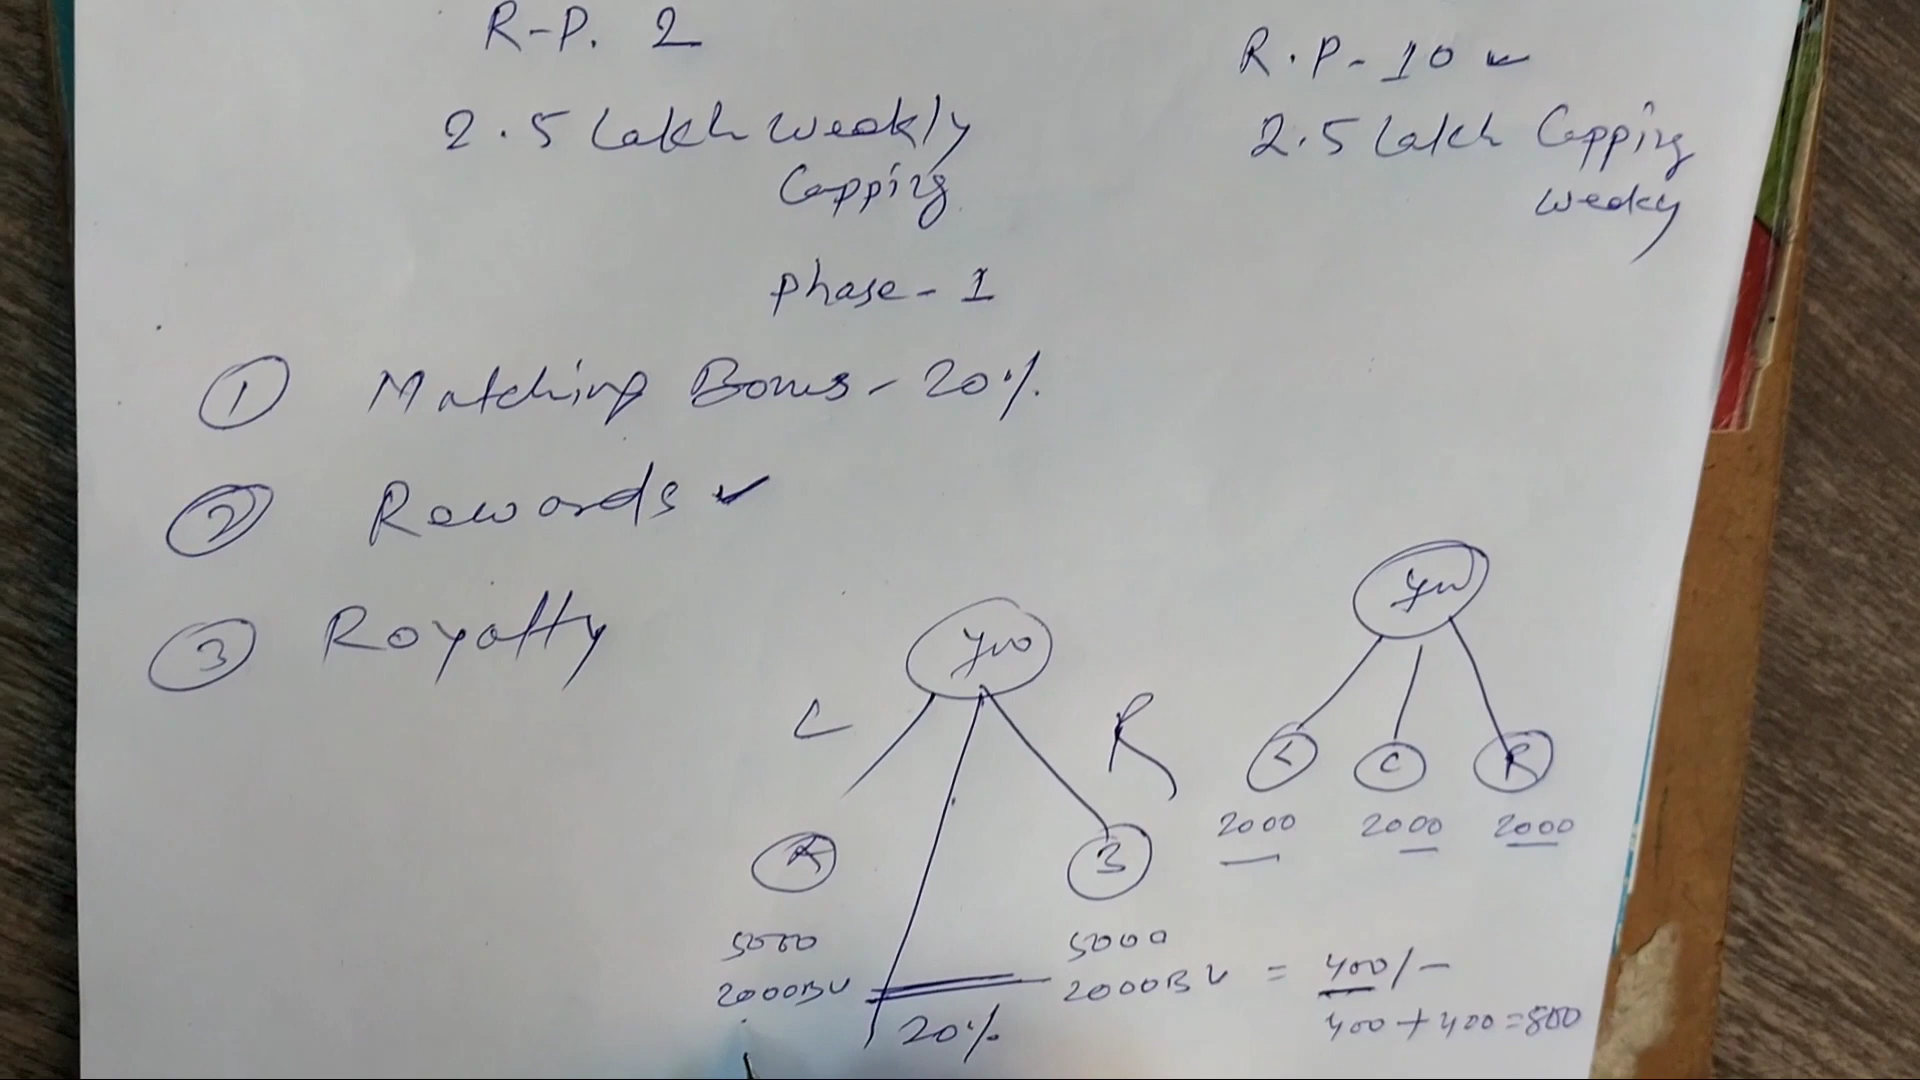 R-P. 2
2.5 Lakh weekly
Capping
R.P- 10
2.5 Lakh Capping
weekly
phase - 1
1 Matching Bonus - 20%
2 Rewards
3 Royalty
you
L R
A B
5000 5000
2000BV 2000BV = 400/-
20% 400+400=800
you
L C R
2000 2000 2000